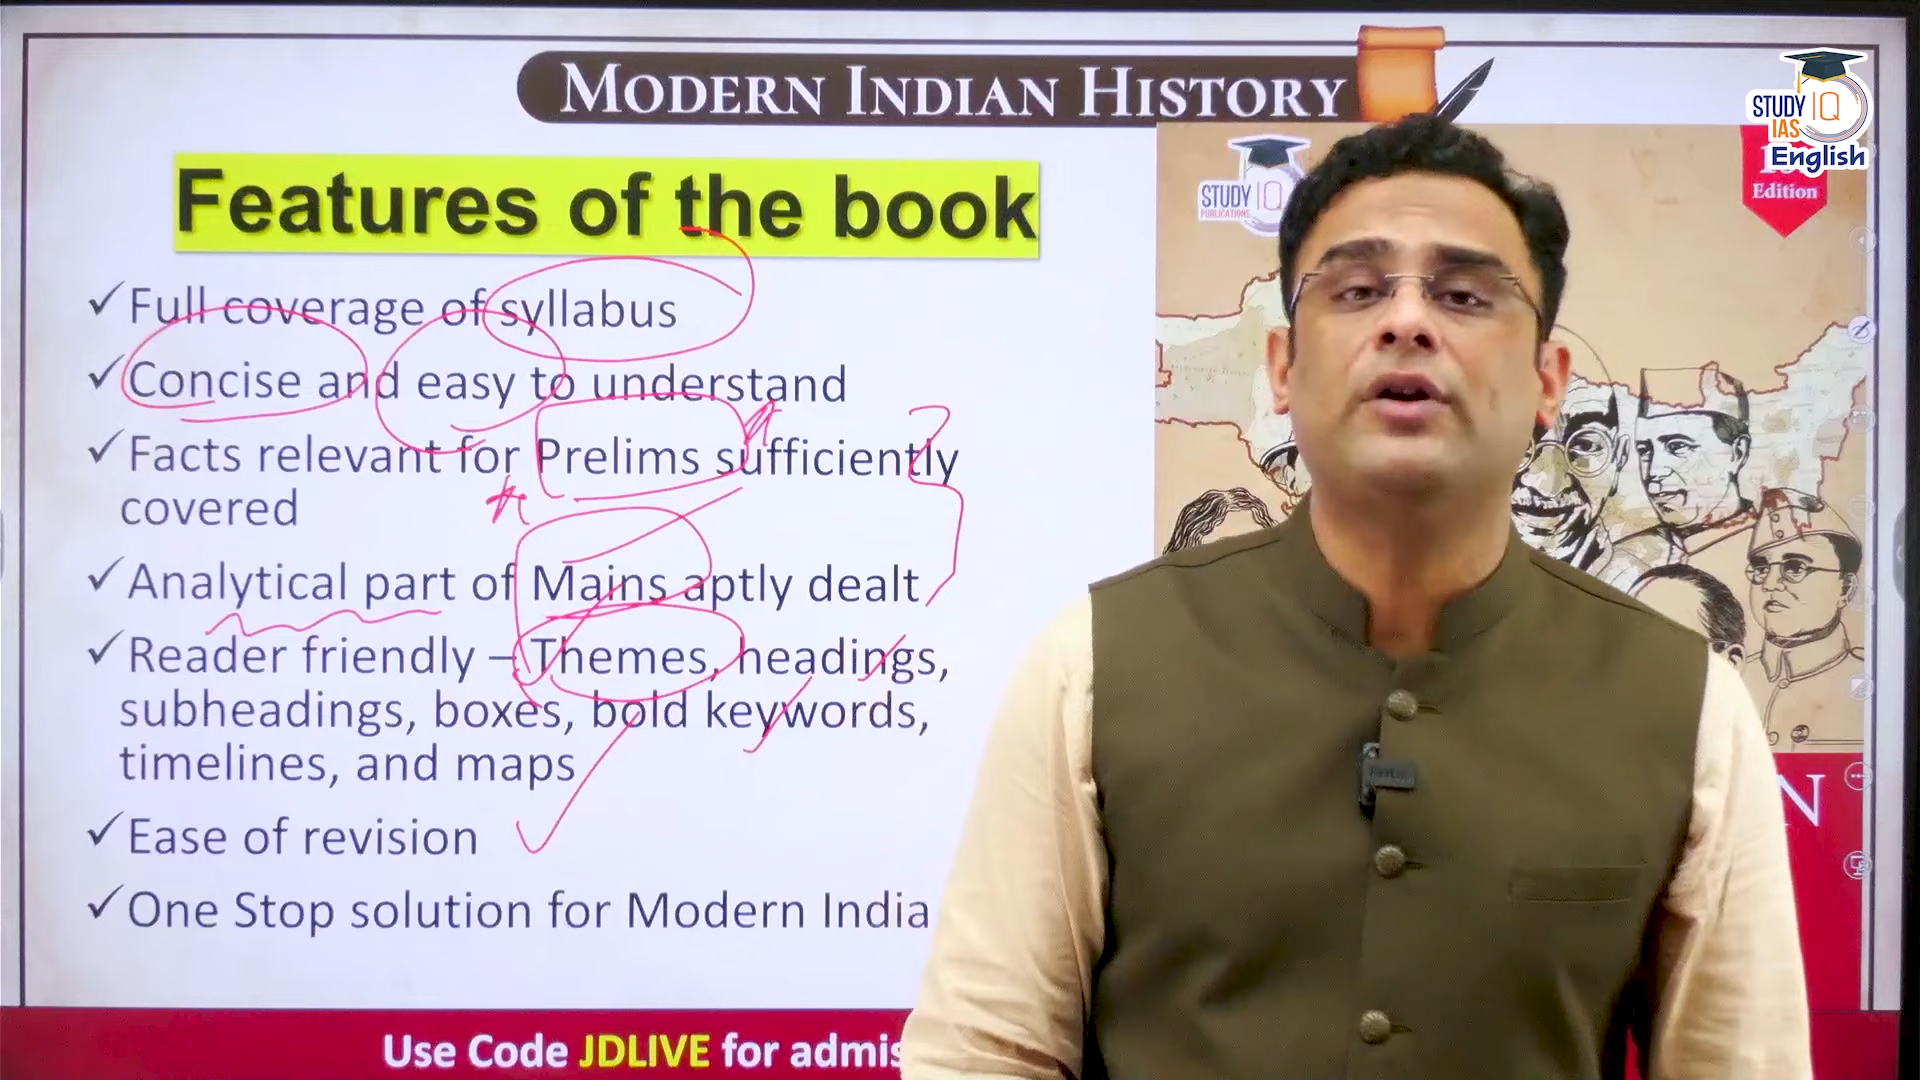 MODERN INDIAN HISTORY
STUDY IQ
IAS
English
Edition
STUDY IQ
PUBLICATIONS
Features of the book
✓ Full coverage of syllabus
✓ Concise and easy to understand
✓ Facts relevant for Prelims sufficiently
covered
✓ Analytical part of Mains aptly dealt
✓ Reader friendly – Themes, headings,
subheadings, boxes, bold keywords,
timelines, and maps
✓ Ease of revision
✓ One Stop solution for Modern India
N
Use Code JDLIVE for admis